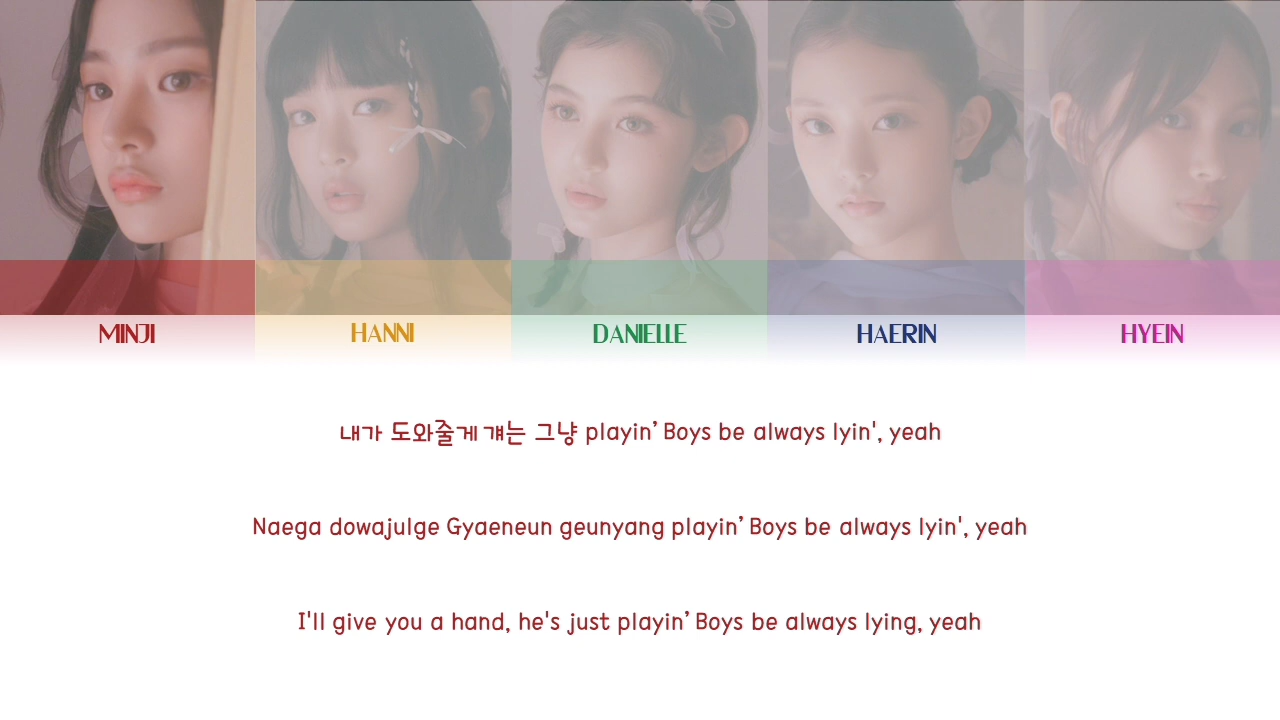 MINJI HANNI DANIELLE HAERIN HYEIN
내가 도와줄게 걔는 그냥 playin’ Boys be always lyin', yeah
Naega dowajulge Gyaeneun geunyang playin’ Boys be always lyin', yeah
I'll give you a hand, he's just playin’ Boys be always lying, yeah